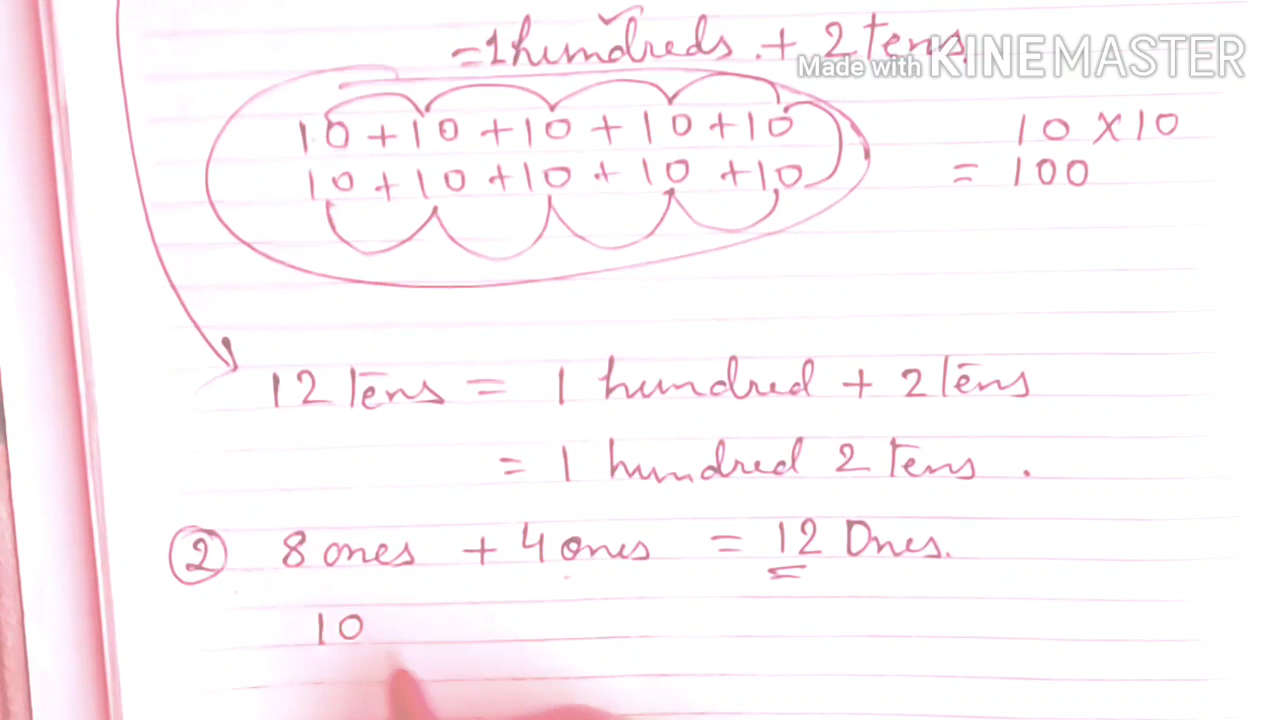 =1 hundreds. + 2 tens.
Made with KINEMASTER
10+10+10+10+10
10+10+10+10+10
10 X 10
= 100
12 Tens = 1 hundred + 2 Tens
= 1 hundred 2 Tens.
2 8 ones + 4 ones = 12 Ones.
10